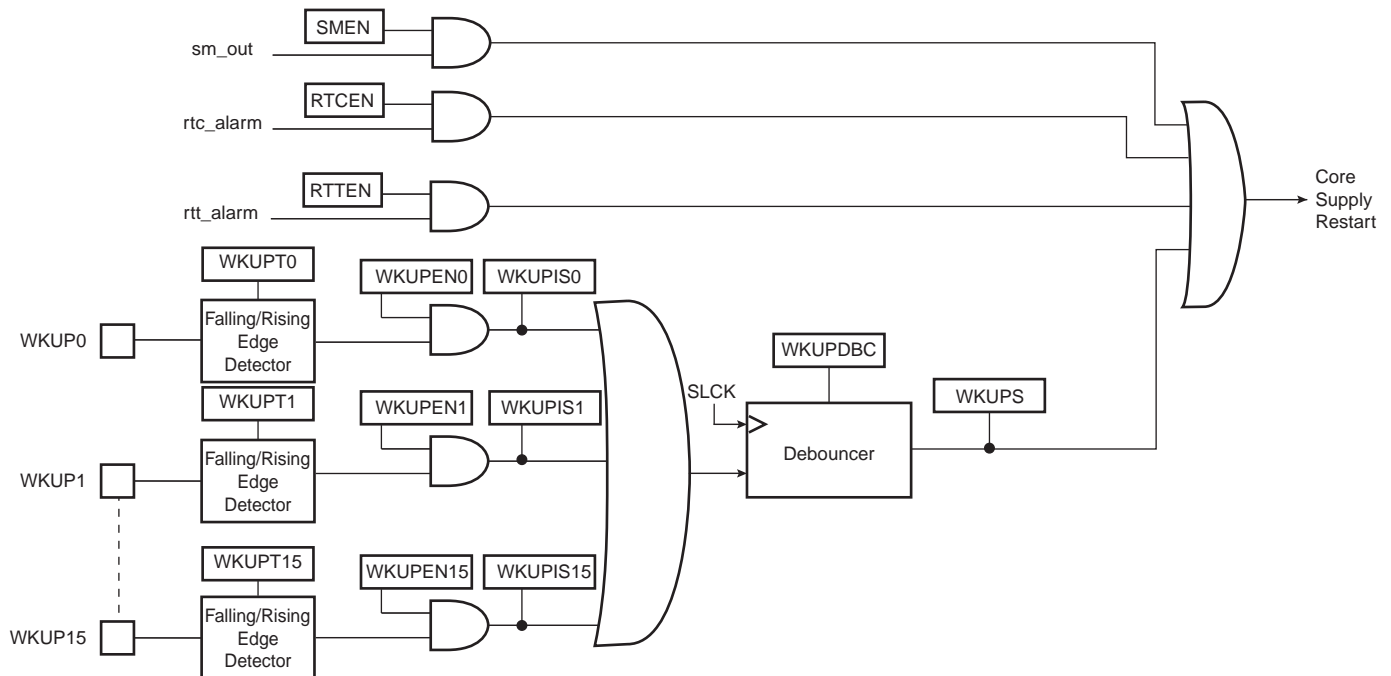 SMEN
sm_out
RTCEN
rtc_alarm
RTTEN
rtt_alarm
Core
Supply
Restart
WKUPT0
WKUPEN0
WKUPIS0
WKUP0
Falling/Rising
Edge
Detector
WKUPT1
WKUPEN1
WKUPIS1
WKUP1
Falling/Rising
Edge
Detector
SLCK
WKUPDBC
Debouncer
WKUPS
WKUPT15
WKUPEN15
WKUPIS15
WKUP15
Falling/Rising
Edge
Detector